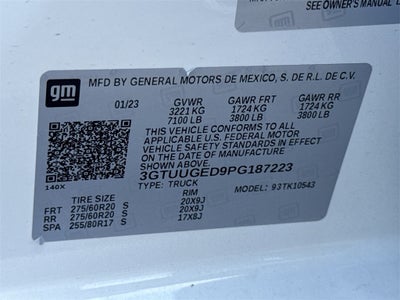 SEE OWNER'S MANUAL
gm
MFD BY GENERAL MOTORS DE MEXICO, S. DE R.L. DE C.V.
01/23 GVWR GAWR FRT GAWR RR
3221 KG 1724 KG 1724 KG
7100 LB 3800 LB 3800 LB
THIS VEHICLE CONFORMS TO ALL
APPLICABLE U.S. FEDERAL MOTOR
VEHICLE SAFETY STANDARDS IN EFFECT
ON THE DATE OF MANUFACTURE
SHOWN ABOVE.
3GTUUGED9PG187223
140X TYPE: TRUCK MODEL: 93TK10543
TIRE SIZE RIM
FRT 275/60R20 S 20X9J
RTR 275/60R20 S 20X9J
SPA 255/80R17 S 17X8J